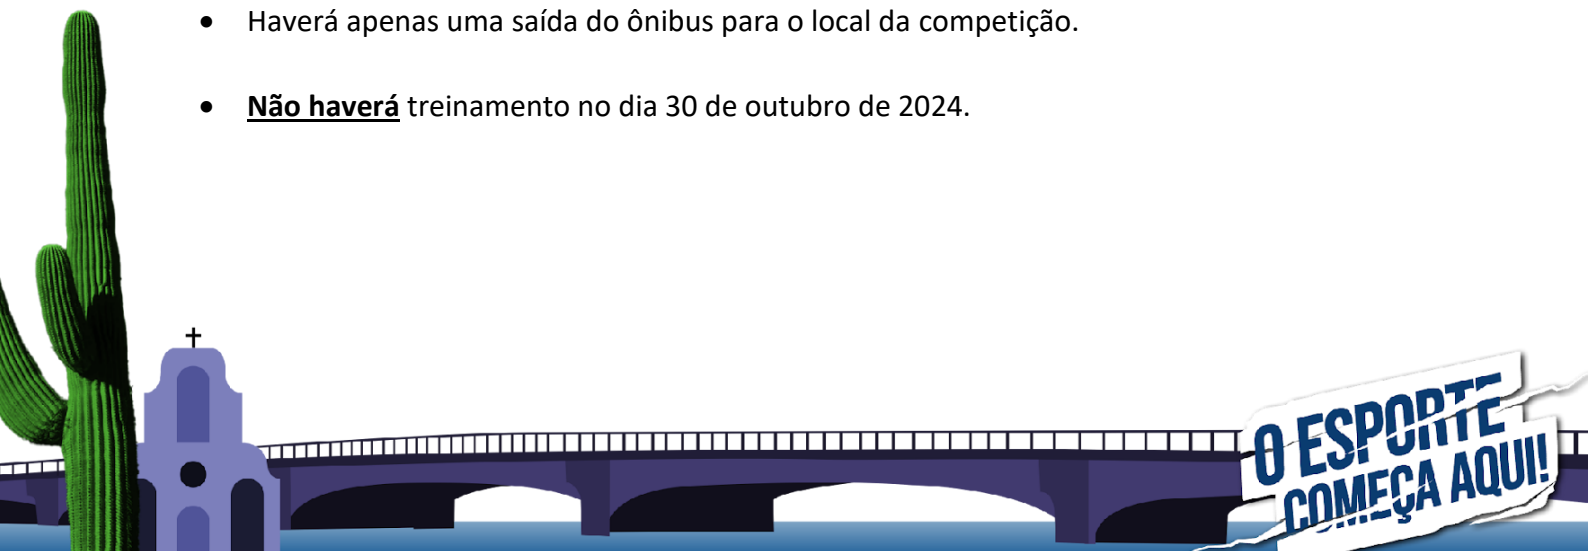 • Haverá apenas uma saída do ônibus para o local da competição.
• Não haverá treinamento no dia 30 de outubro de 2024.
O ESPORTE
COMEÇA AQUI!